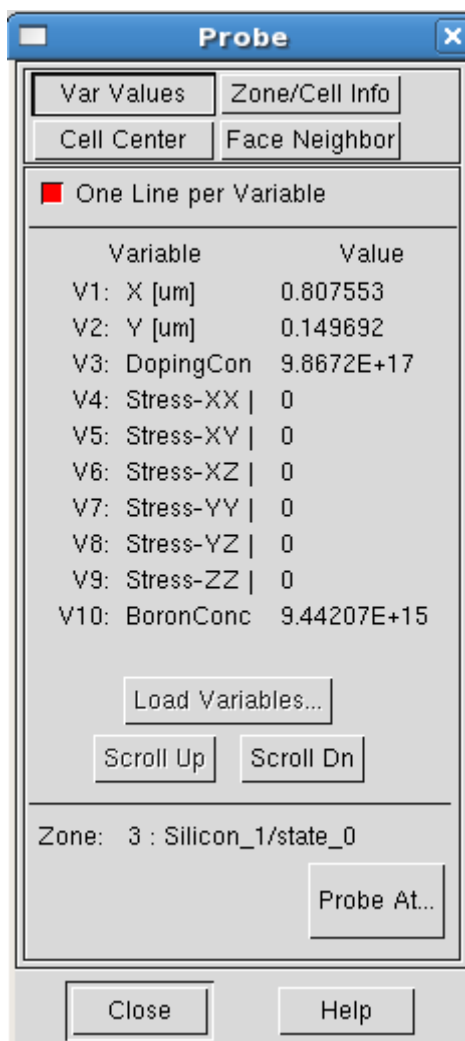 Probe
Var Values Zone/Cell Info
Cell Center Face Neighbor
One Line per Variable
Variable Value
V1: X [um] 0.807553
V2: Y [um] 0.149692
V3: DopingCon 9.8672E+17
V4: Stress-XX | 0
V5: Stress-XY | 0
V6: Stress-XZ | 0
V7: Stress-YY | 0
V8: Stress-YZ | 0
V9: Stress-ZZ | 0
V10: BoronConc 9.44207E+15
Load Variables...
Scroll Up Scroll Dn
Zone: 3 : Silicon_1/state_0
Probe At...
Close Help